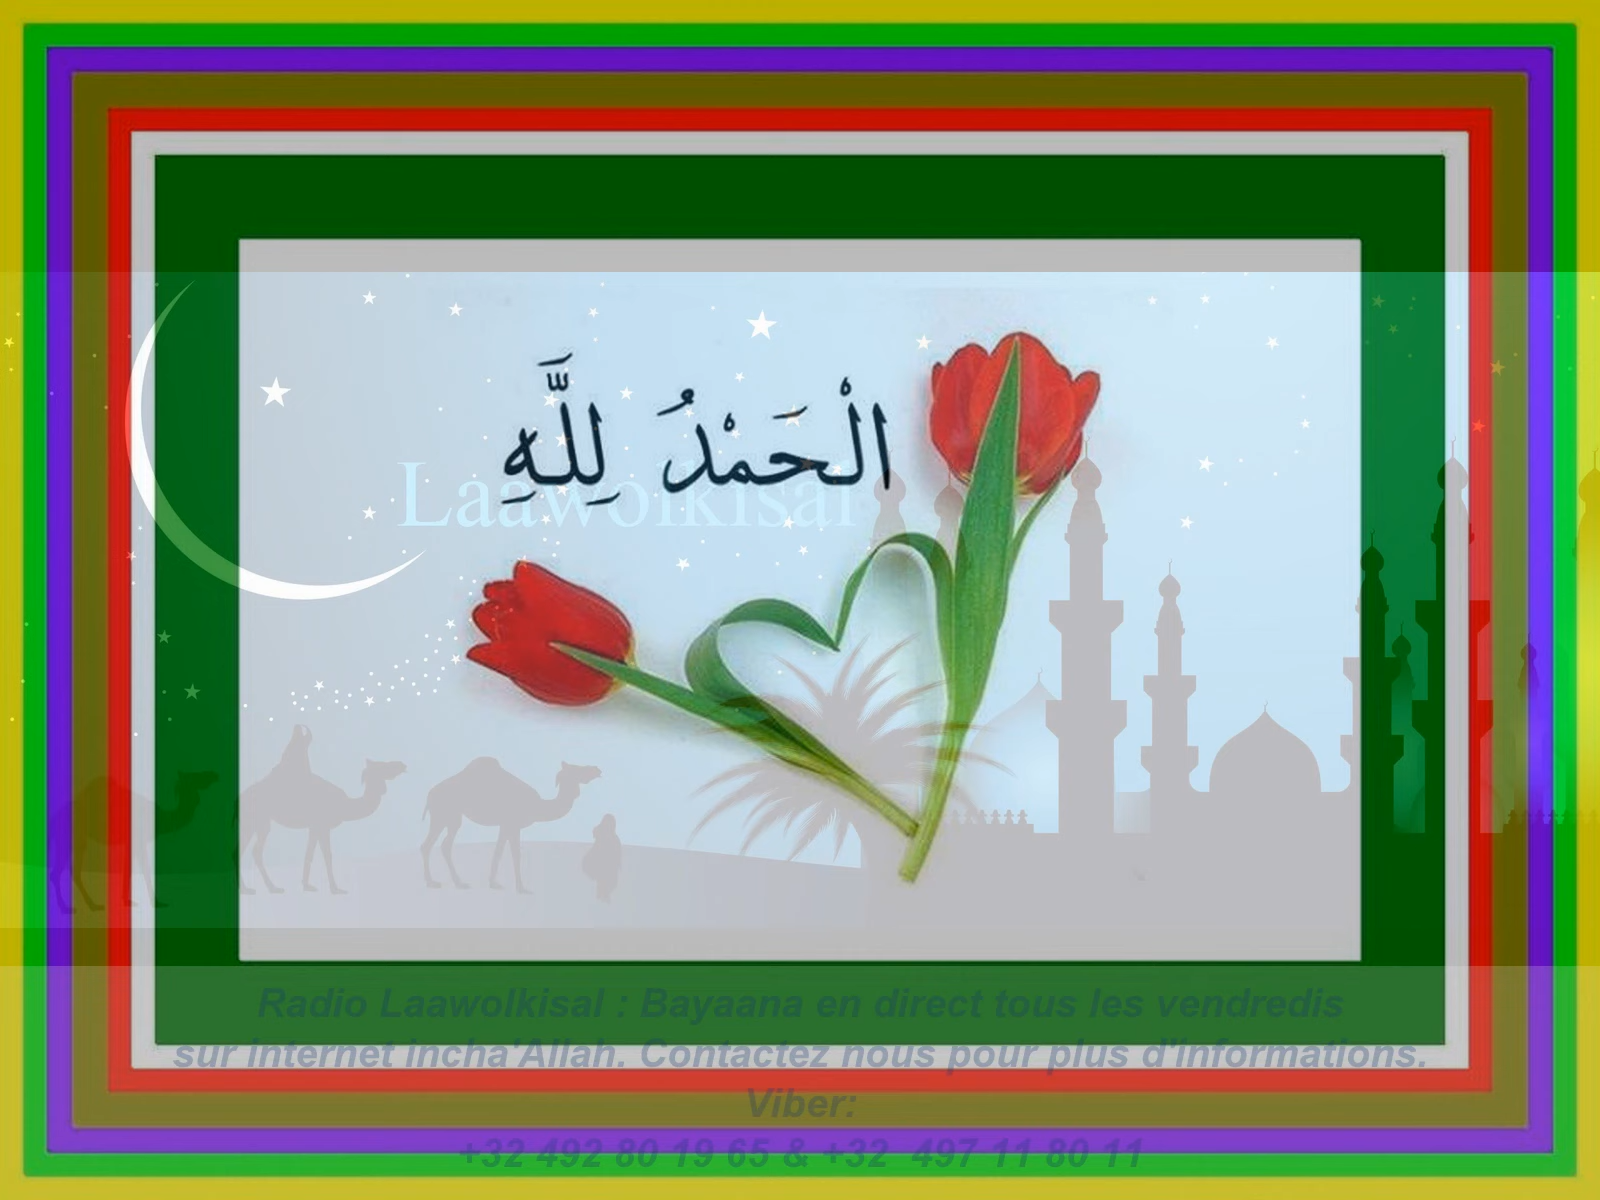 الْحَمْدُ لِلَّهِ
Laawolkisal
Radio Laawolkisal : Bayaana en direct tous les vendredis
sur internet incha'Allah. Contactez nous pour plus d'informations.
Viber:
+32 492 80 19 65 & +32 497 11 80 11